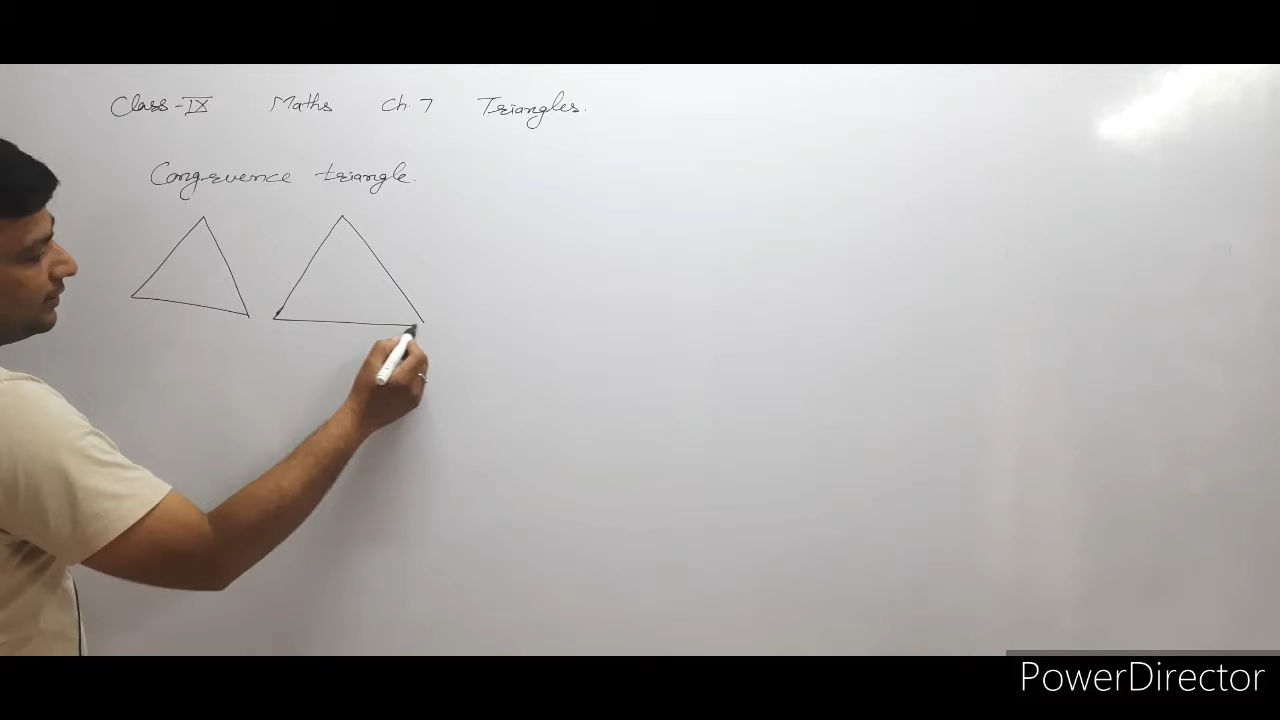 Class-IX Maths Ch. 7 Triangles.
Congruence triangle.
PowerDirector